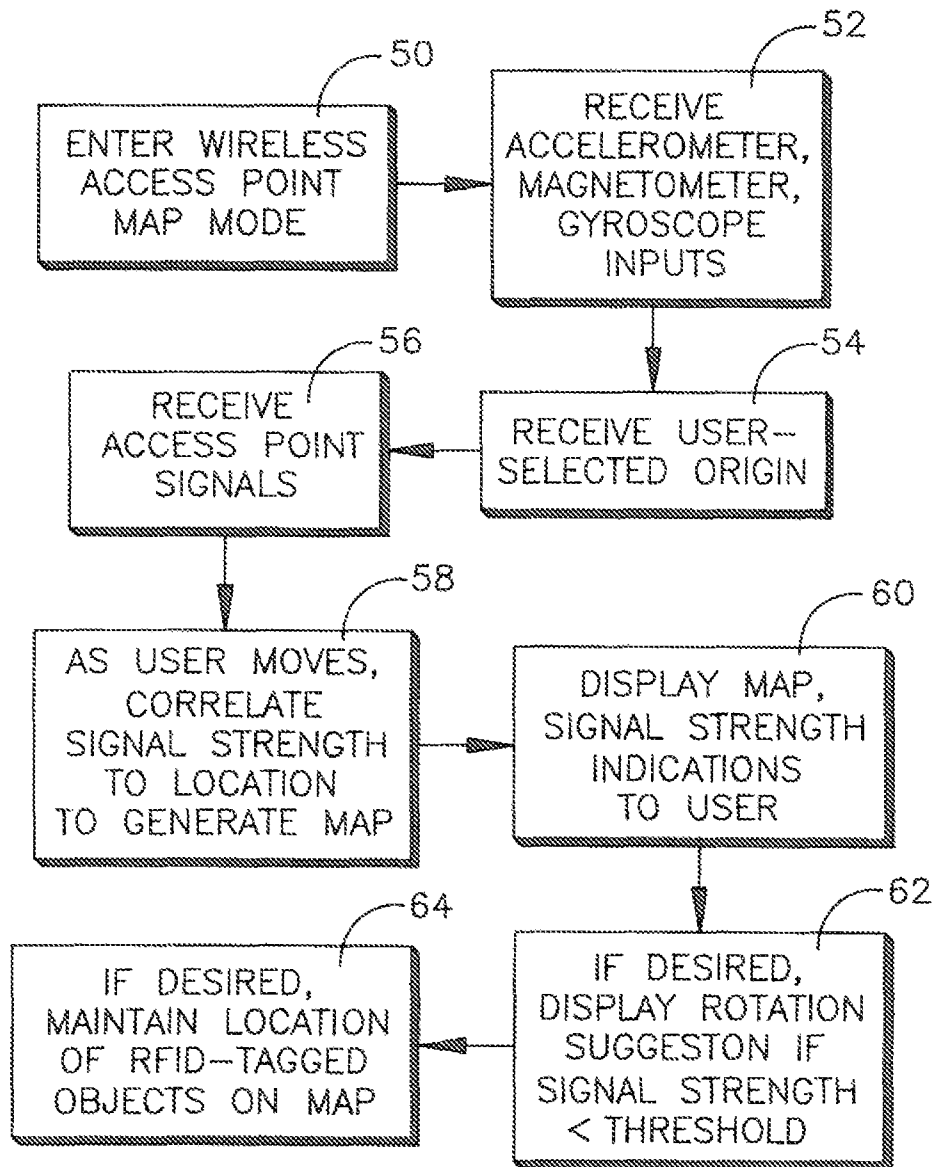 50
ENTER WIRELESS
ACCESS POINT
MAP MODE
52
RECEIVE
ACCELEROMETER,
MAGNETOMETER,
GYROSCOPE
INPUTS
54
RECEIVE USER-
SELECTED ORIGIN
56
RECEIVE
ACCESS POINT
SIGNALS
58
AS USER MOVES,
CORRELATE
SIGNAL STRENGTH
TO LOCATION
TO GENERATE MAP
60
DISPLAY MAP,
SIGNAL STRENGTH
INDICATIONS
TO USER
62
IF DESIRED,
DISPLAY ROTATION
SUGGESTON IF
SIGNAL STRENGTH
< THRESHOLD
64
IF DESIRED,
MAINTAIN LOCATION
OF RFID-TAGGED
OBJECTS ON MAP